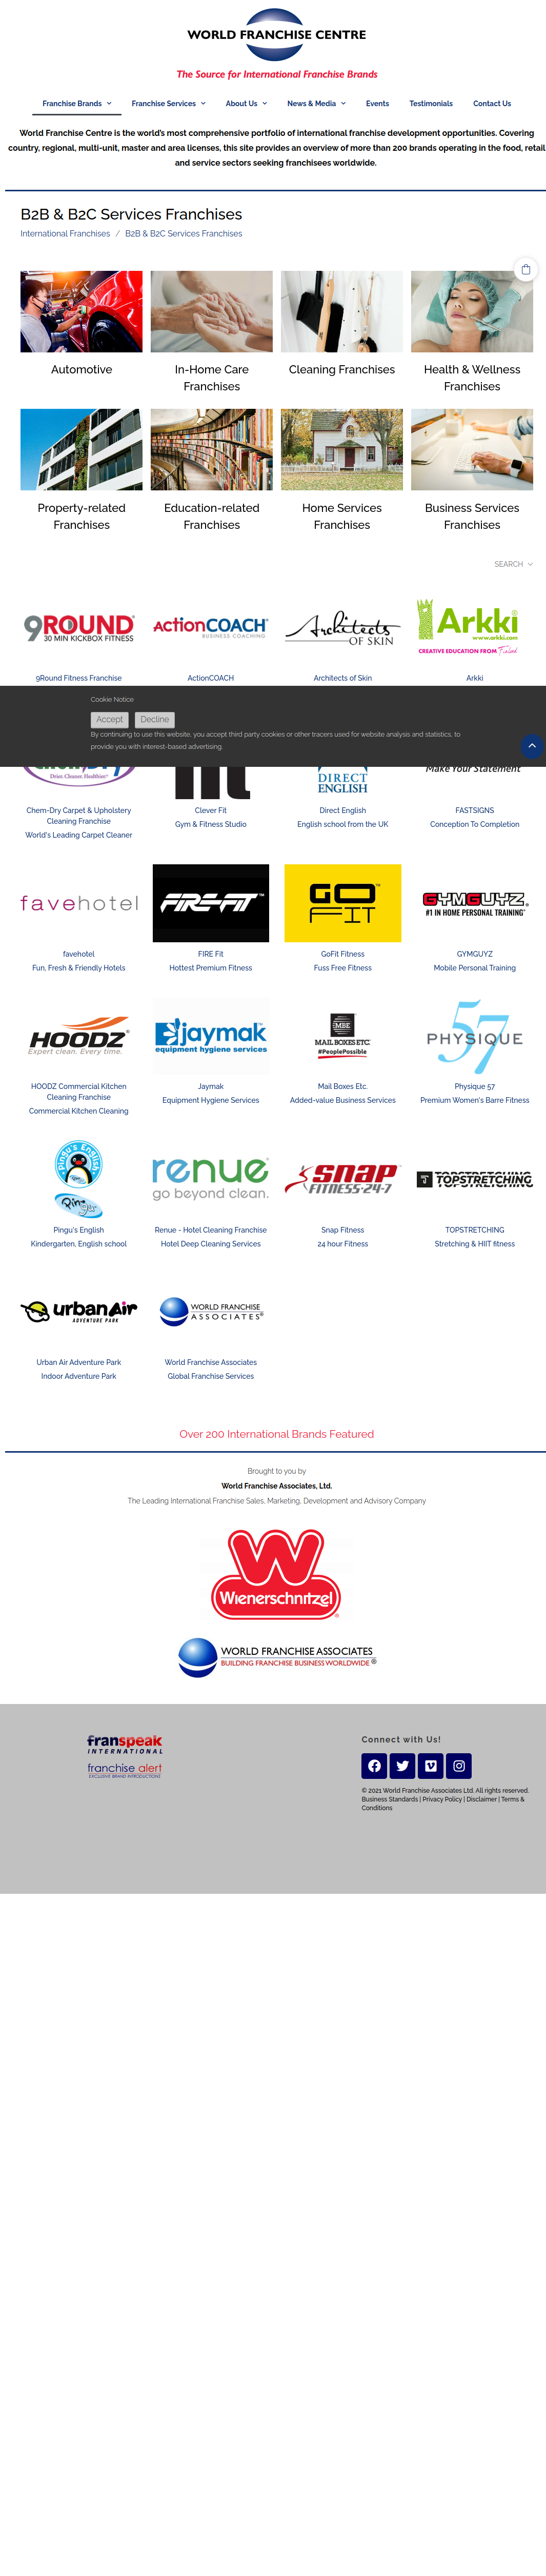 WORLD FRANCHISE CENTRE
The Source for International Franchise Brands
Franchise Brands Franchise Services About Us News & Media Events Testimonials Contact Us
World Franchise Centre is the world's most comprehensive portfolio of international franchise development opportunities. Covering
country, regional, multi-unit, master and area licenses, this site provides an overview of more than 200 brands operating in the food, retail
and service sectors seeking franchisees worldwide.
B2B & B2C Services Franchises
International Franchises / B2B & B2C Services Franchises
Automotive
In-Home Care
Franchises
Cleaning Franchises
Health & Wellness
Franchises
Property-related
Franchises
Education-related
Franchises
Home Services
Franchises
Business Services
Franchises
SEARCH
9ROUND
30 MIN KICKBOX FITNESS
ActionCOACH
BUSINESS COACHING
Architects
OF SKIN
Arkki
www.arkki.com
CREATIVE EDUCATION FROM Finland
9Round Fitness Franchise
ActionCOACH
Architects of Skin
Arkki
Cookie Notice
Accept Decline
By continuing to use this website, you accept third party cookies or other tracers used for website analysis and statistics, to
provide you with interest-based advertising.
Drier. Cleaner. Healthier.
DIRECT
ENGLISH
Make Your Statement
Chem-Dry Carpet & Upholstery
Cleaning Franchise
World's Leading Carpet Cleaner
Clever Fit
Gym & Fitness Studio
Direct English
English school from the UK
FASTSIGNS
Conception To Completion
favehotel
FIRE-FIT
GO
FIT
GYMGUYZ
#1 IN HOME PERSONAL TRAINING
favehotel
Fun, Fresh & Friendly Hotels
FIRE Fit
Hottest Premium Fitness
GoFit Fitness
Fuss Free Fitness
GYMGUYZ
Mobile Personal Training
HOODZ
Expert clean. Every time.
jaymak
equipment hygiene services
MBE
MAIL BOXES ETC.
#PeoplePossible
PHYSIQUE 57
HOODZ Commercial Kitchen
Cleaning Franchise
Commercial Kitchen Cleaning
Jaymak
Equipment Hygiene Services
Mail Boxes Etc.
Added-value Business Services
Physique 57
Premium Women's Barre Fitness
Pingu's English
Pingu
renue
go beyond clean.
SNAP
FITNESS-24-7
TOPSTRETCHING
Pingu's English
Kindergarten, English school
Renue - Hotel Cleaning Franchise
Hotel Deep Cleaning Services
Snap Fitness
24 hour Fitness
TOPSTRETCHING
Stretching & HIIT fitness
urbanAir
ADVENTURE PARK
WORLD FRANCHISE
ASSOCIATES®
Urban Air Adventure Park
Indoor Adventure Park
World Franchise Associates
Global Franchise Services
Over 200 International Brands Featured
Brought to you by
World Franchise Associates, Ltd.
The Leading International Franchise Sales, Marketing, Development and Advisory Company
Wienerschnitzel
WORLD FRANCHISE ASSOCIATES
BUILDING FRANCHISE BUSINESS WORLDWIDE®
franspeak
INTERNATIONAL
franchise alert
EXCLUSIVE BRAND INTRODUCTIONS
Connect with Us!
© 2021 World Franchise Associates Ltd. All rights reserved.
Business Standards | Privacy Policy | Disclaimer | Terms &
Conditions